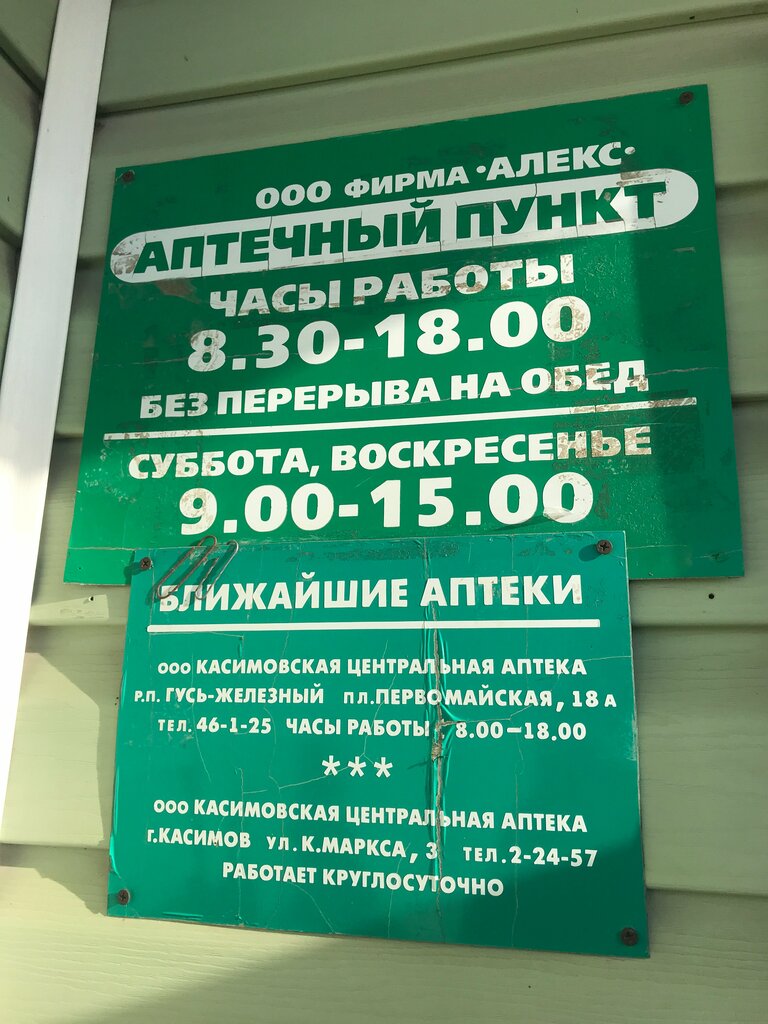 ООО ФИРМА •АЛЕКС•
АПТЕЧНЫЙ ПУНКТ
ЧАСЫ РАБОТЫ
8.30-18.00
БЕЗ ПЕРЕРЫВА НА ОБЕД
СУББОТА, ВОСКРЕСЕНЬЕ
9.00-15.00
БЛИЖАЙШИЕ АПТЕКИ
ООО КАСИМОВСКАЯ ЦЕНТРАЛЬНАЯ АПТЕКА
Р.П. ГУСЬ-ЖЕЛЕЗНЫЙ ПЛ.ПЕРВОМАЙСКАЯ, 18 А
ТЕЛ. 46-1-25 ЧАСЫ РАБОТЫ: 8.00-18.00
***
ООО КАСИМОВСКАЯ ЦЕНТРАЛЬНАЯ АПТЕКА
Г.КАСИМОВ УЛ. К.МАРКСА, 3 ТЕЛ.2-24-57
РАБОТАЕТ КРУГЛОСУТОЧНО